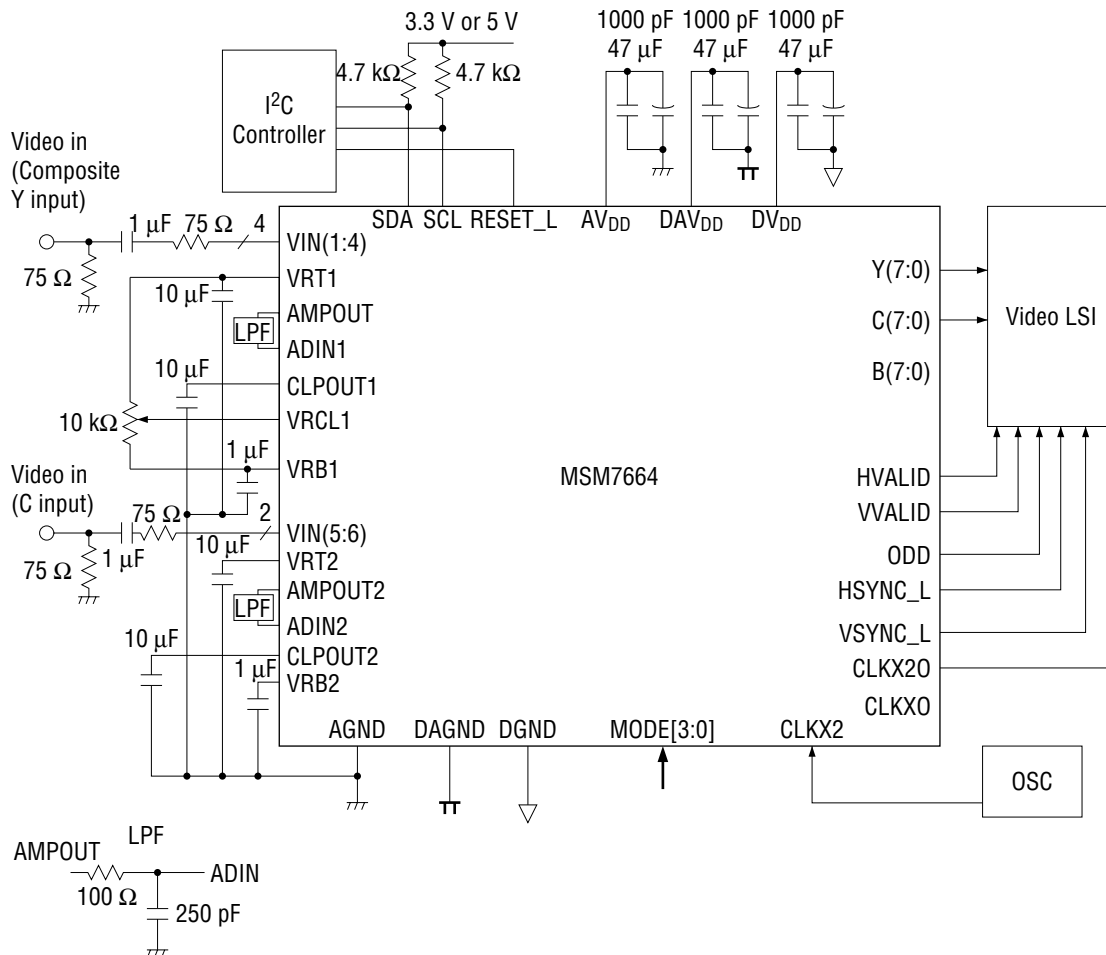 3.3 V or 5 V
1000 pF 1000 pF 1000 pF
47 μF 47 μF 47 μF
4.7 kΩ 4.7 kΩ
I²C
Controller
Video in
(Composite
Y input)
1 μF 75 Ω 4
75 Ω
SDA SCL RESET_L AVDD DAVDD DVDD
VIN(1:4)
VRT1
10 μF
AMPOUT
LPF
ADIN1
10 μF
CLPOUT1
10 kΩ
VRCL1
1 μF
VRB1
Video in
(C input)
75 Ω 2
VIN(5:6)
1 μF
75 Ω
10 μF
VRT2
AMPOUT2
LPF
ADIN2
10 μF
CLPOUT2
1 μF
VRB2
MSM7664
Y(7:0)
C(7:0)
B(7:0)
Video LSI
HVALID
VVALID
ODD
HSYNC_L
VSYNC_L
CLKX2O
CLKXO
AGND DAGND DGND MODE[3:0] CLKX2
OSC
LPF
AMPOUT ADIN
100 Ω
250 pF